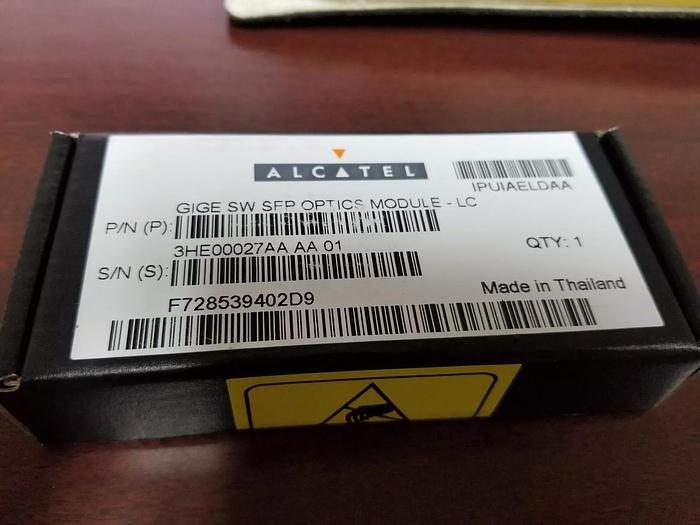 ALCATEL
IPUIAELDAA
GIGE SW SFP OPTICS MODULE - LC
P/N (P):
3HE00027AA AA 01
QTY: 1
S/N (S):
F728539402D9
Made in Thailand